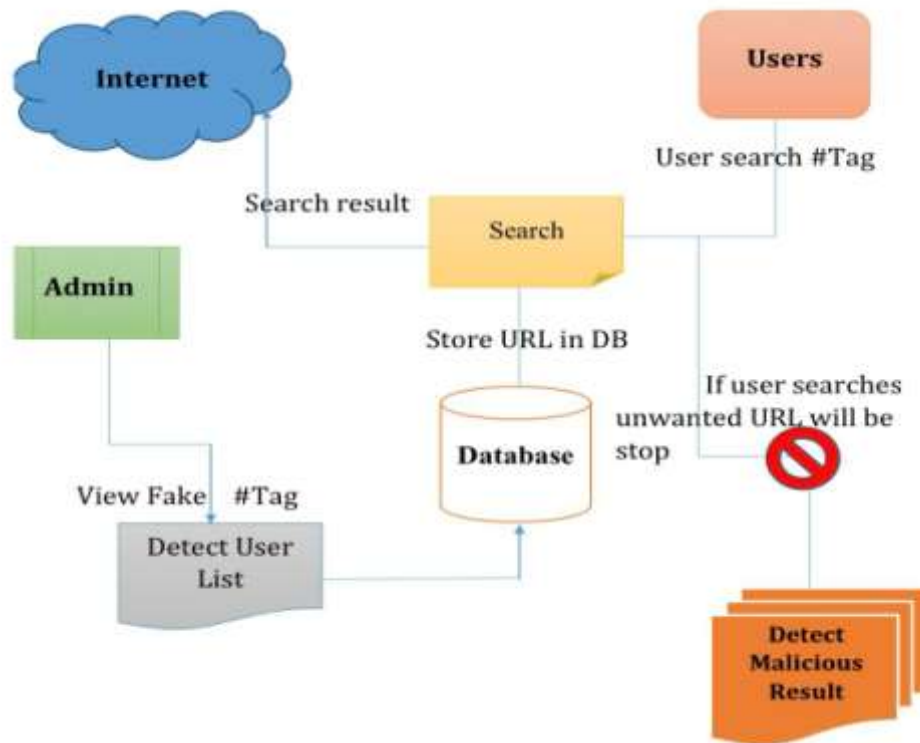 Internet
Users
User search #Tag
Search result
Search
Admin
Store URL in DB
If user searches
unwanted URL will be
stop
Database
View Fake #Tag
Detect User
List
Detect
Malicious
Result